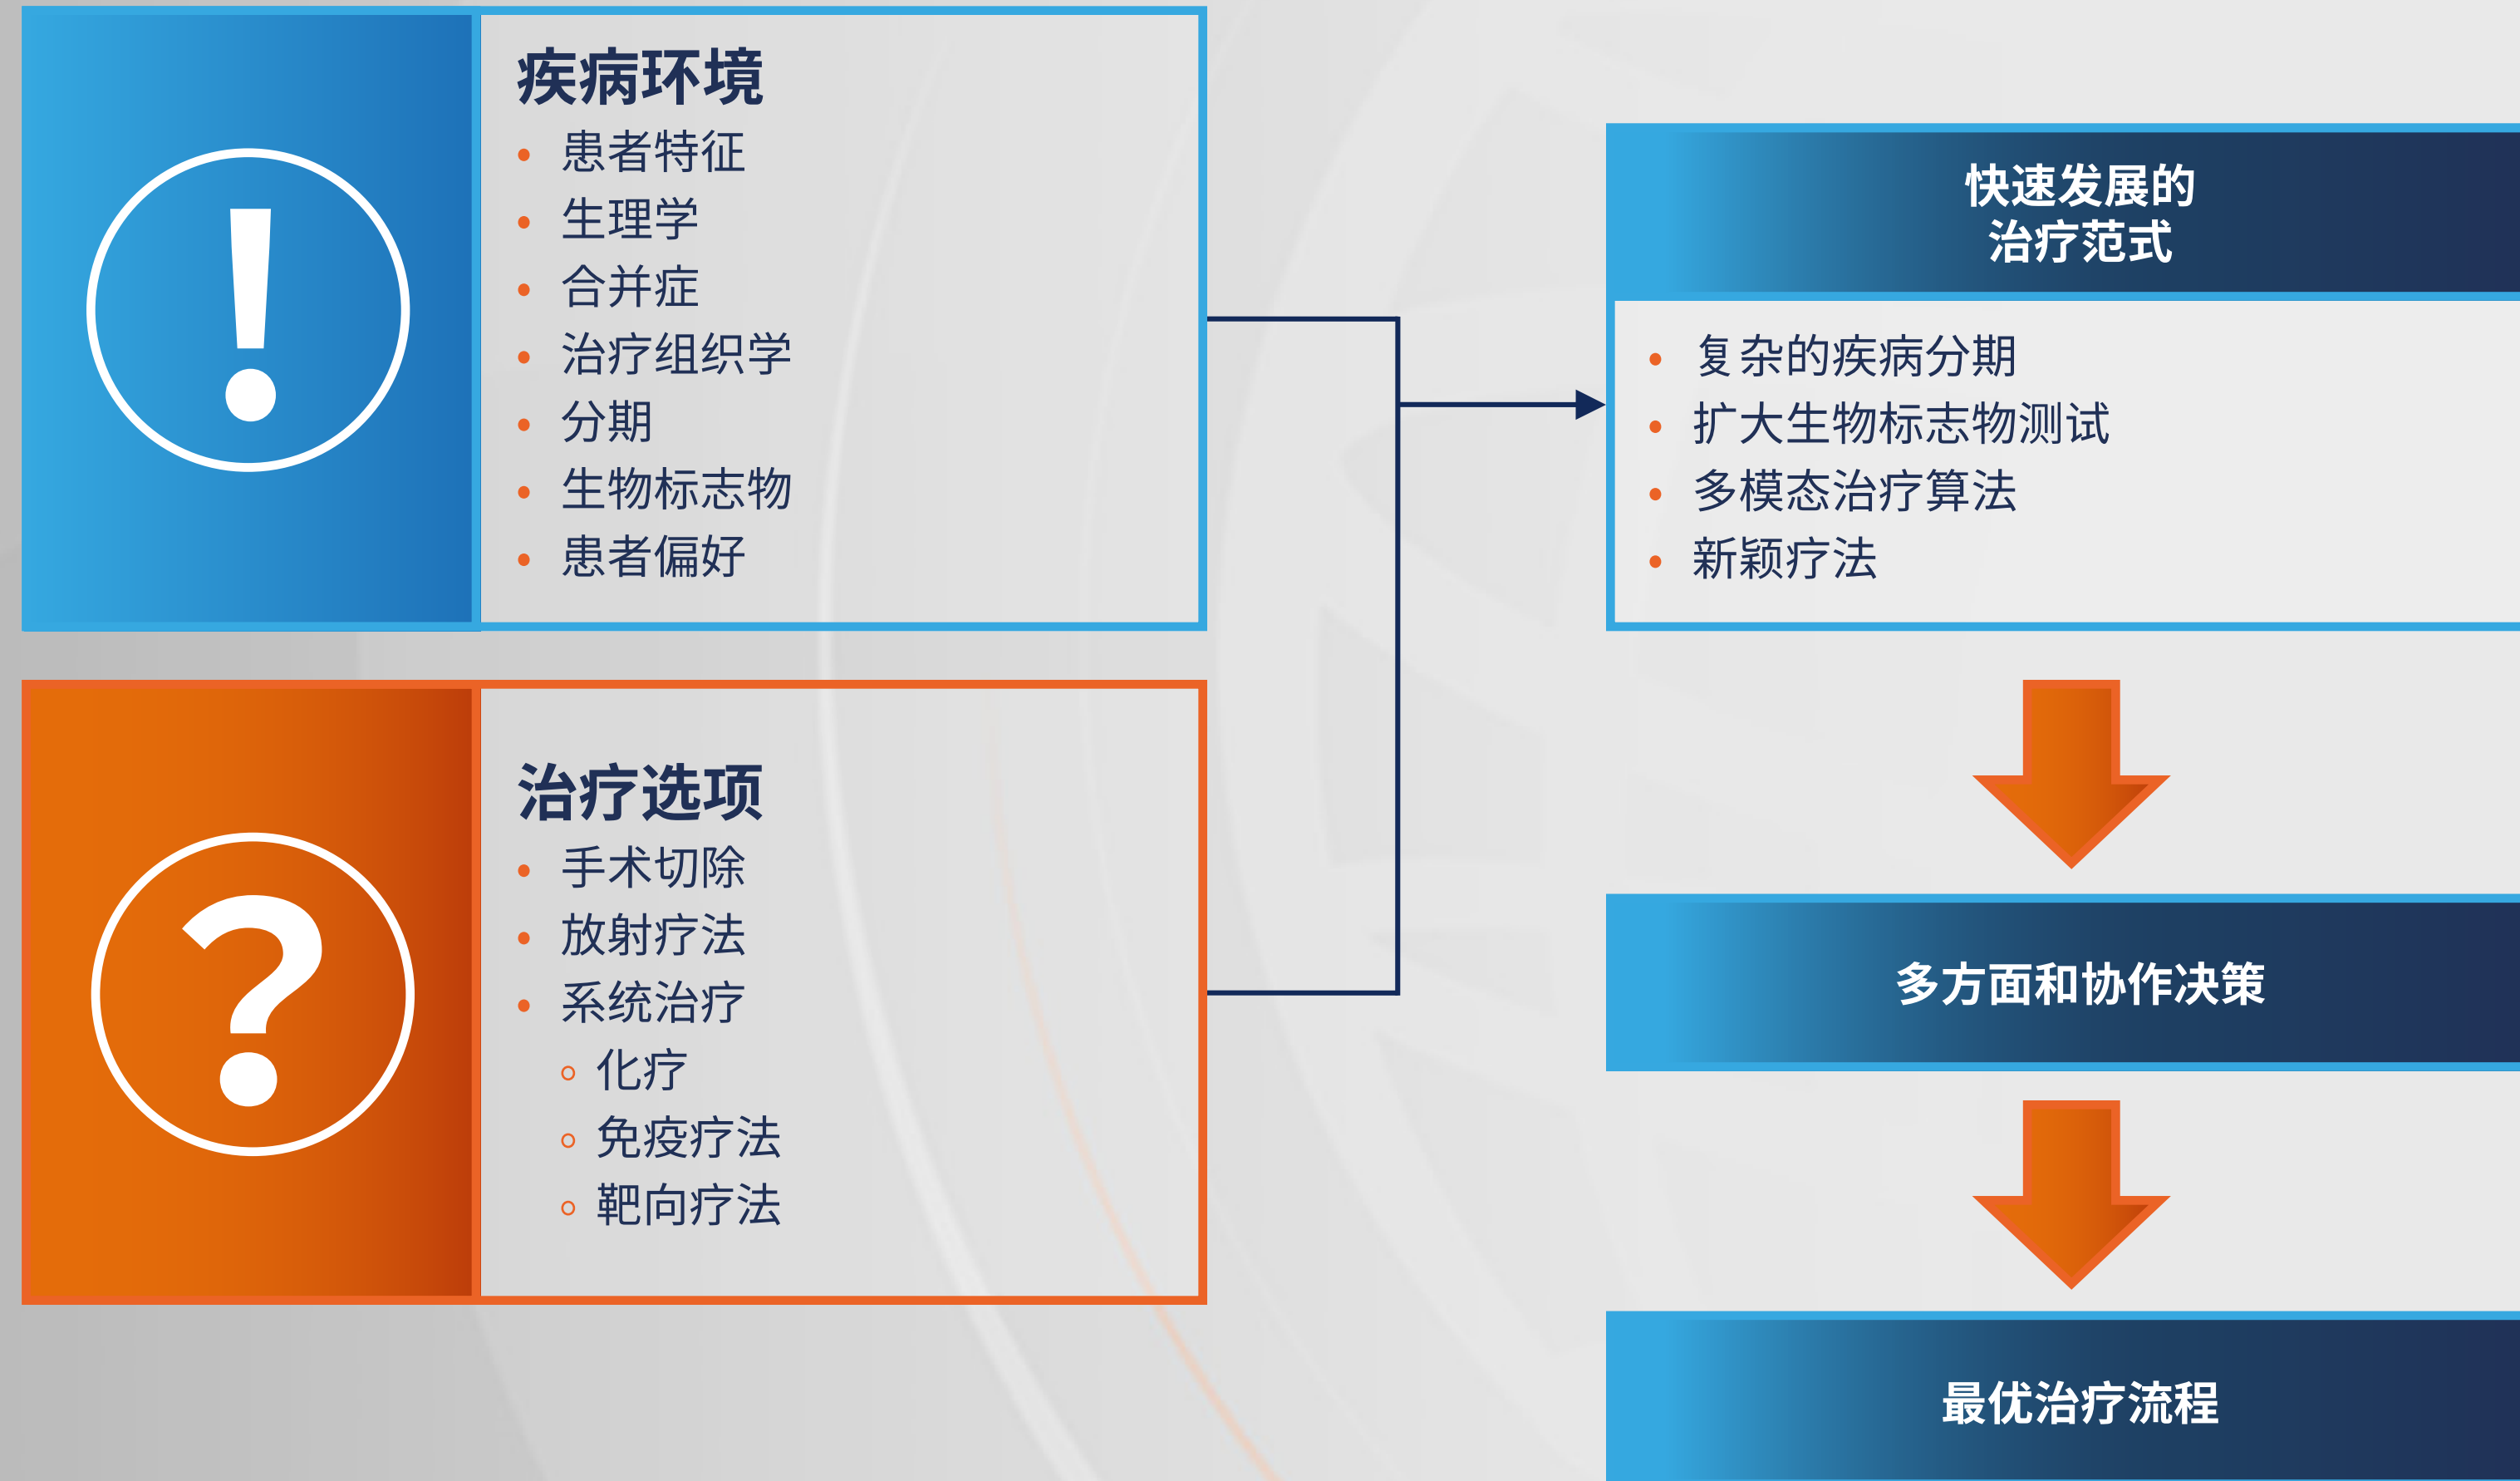 疾病环境
• 患者特征
• 生理学
• 合并症
• 治疗组织学
• 分期
• 生物标志物
• 患者偏好
治疗选项
• 手术切除
• 放射疗法
• 系统治疗
○ 化疗
○ 免疫疗法
○ 靶向疗法
快速发展的
治疗范式
• 复杂的疾病分期
• 扩大生物标志物测试
• 多模态治疗算法
• 新颖疗法
多方面和协作决策
最优治疗流程
!
?